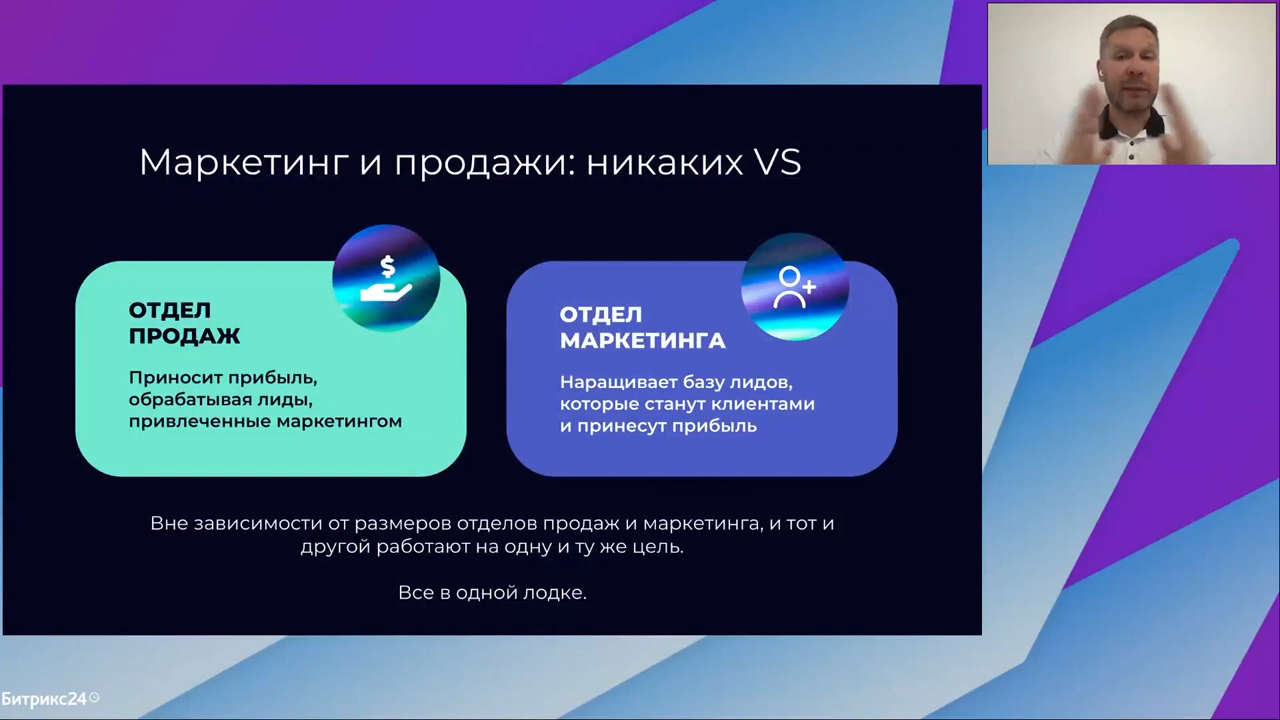 Маркетинг и продажи: никаких VS
ОТДЕЛ
ПРОДАЖ
Приносит прибыль,
обрабатывая лиды,
привлеченные маркетингом
$
ОТДЕЛ
МАРКЕТИНГА
Наращивает базу лидов,
которые станут клиентами
и принесут прибыль
Вне зависимости от размеров отделов продаж и маркетинга, и тот и
другой работают на одну и ту же цель.
Все в одной лодке.
Битрикс24